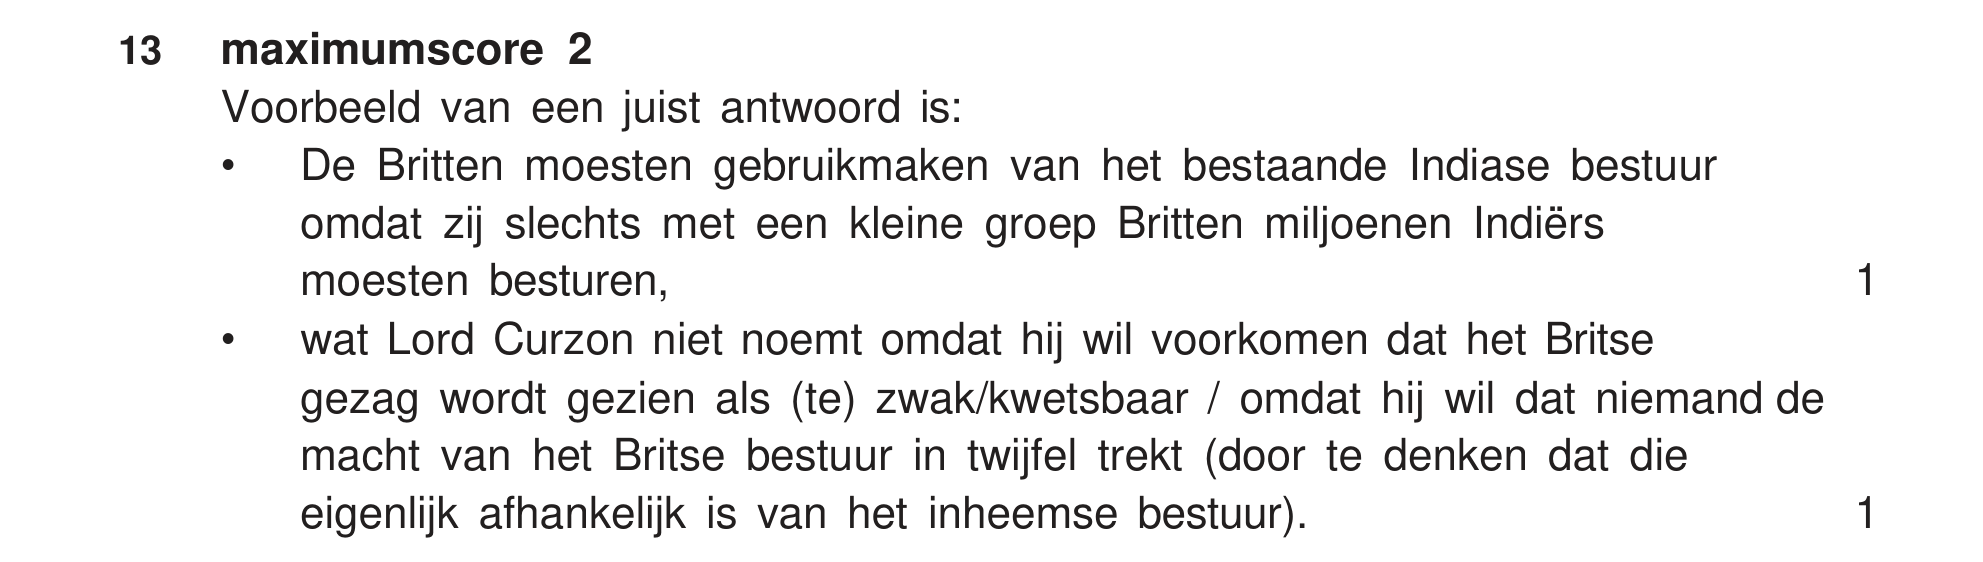 13 maximumscore 2
Voorbeeld van een juist antwoord is:
• De Britten moesten gebruikmaken van het bestaande Indiase bestuur
omdat zij slechts met een kleine groep Britten miljoenen Indiërs
moesten besturen, 1
• wat Lord Curzon niet noemt omdat hij wil voorkomen dat het Britse
gezag wordt gezien als (te) zwak/kwetsbaar / omdat hij wil dat niemand de
macht van het Britse bestuur in twijfel trekt (door te denken dat die
eigenlijk afhankelijk is van het inheemse bestuur). 1